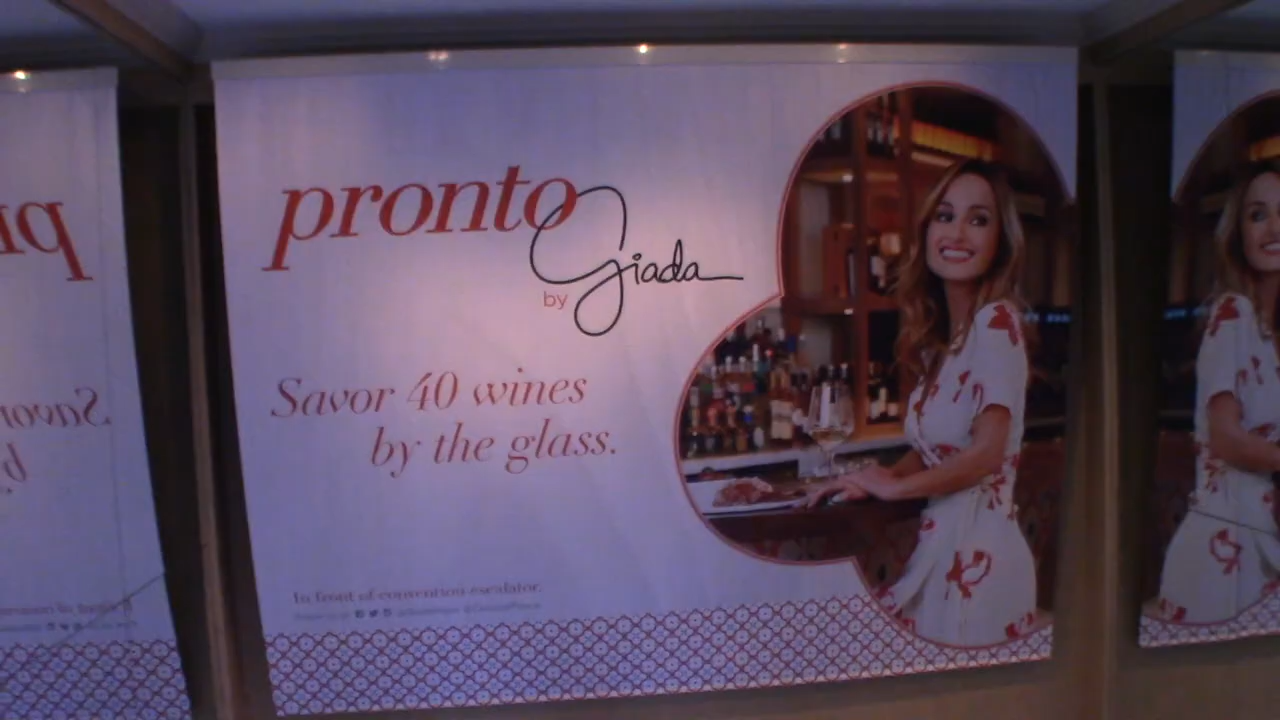 pronto
by Giada
Savor 40 wines
by the glass.
In front of convention escalator.